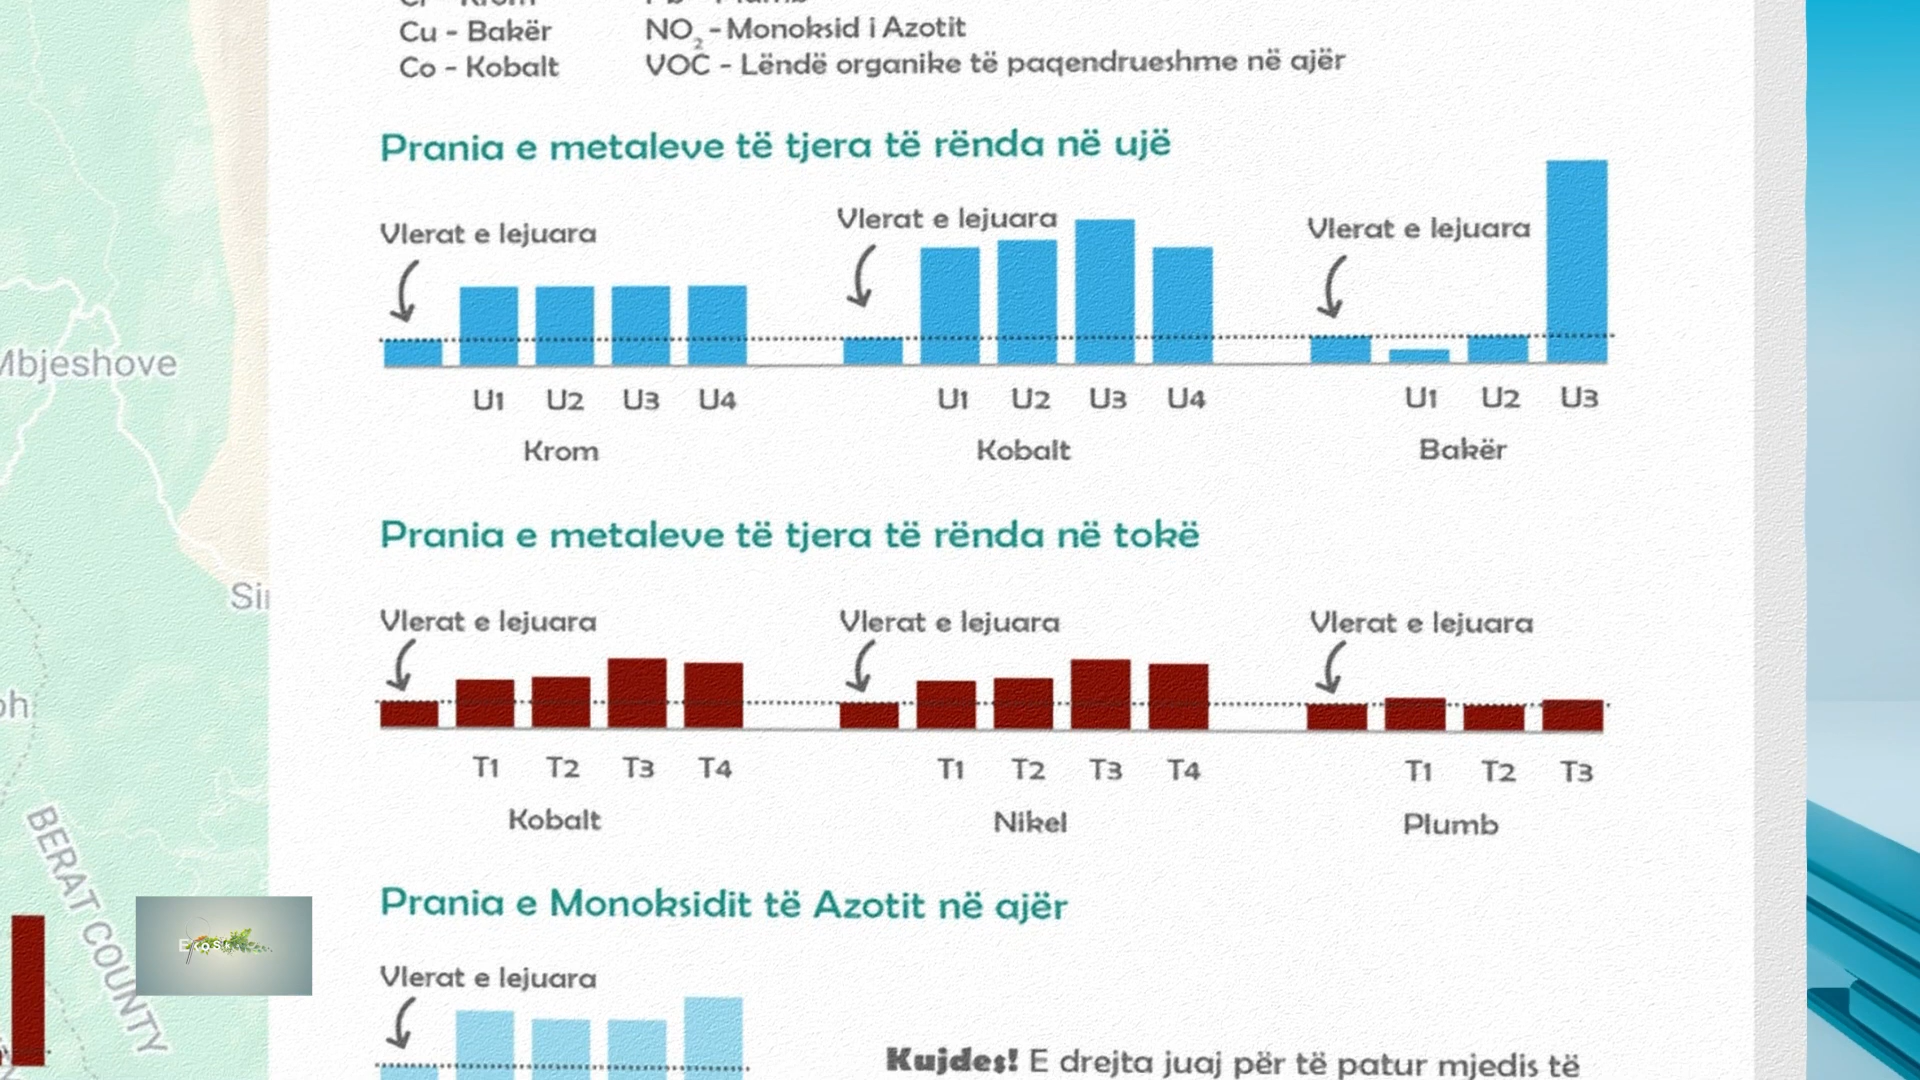 Cu - Bakër
NO₂ - Monoksid i Azotit
Co - Kobalt
VOC - Lëndë organike të paqendrueshme në ajër
Prania e metaleve të tjera të rënda në ujë
Vlerat e lejuara
Vlerat e lejuara
Vlerat e lejuara
U1 U2 U3 U4
U1 U2 U3 U4
U1 U2 U3
Krom
Kobalt
Bakër
Prania e metaleve të tjera të rënda në tokë
Vlerat e lejuara
Vlerat e lejuara
Vlerat e lejuara
T1 T2 T3 T4
T1 T2 T3 T4
T1 T2 T3
Kobalt
Nikel
Plumb
Prania e Monoksidit të Azotit në ajër
Vlerat e lejuara
Kujdes! E drejta juaj për të patur mjedis të
Mbjeshove
BERAT COUNTY